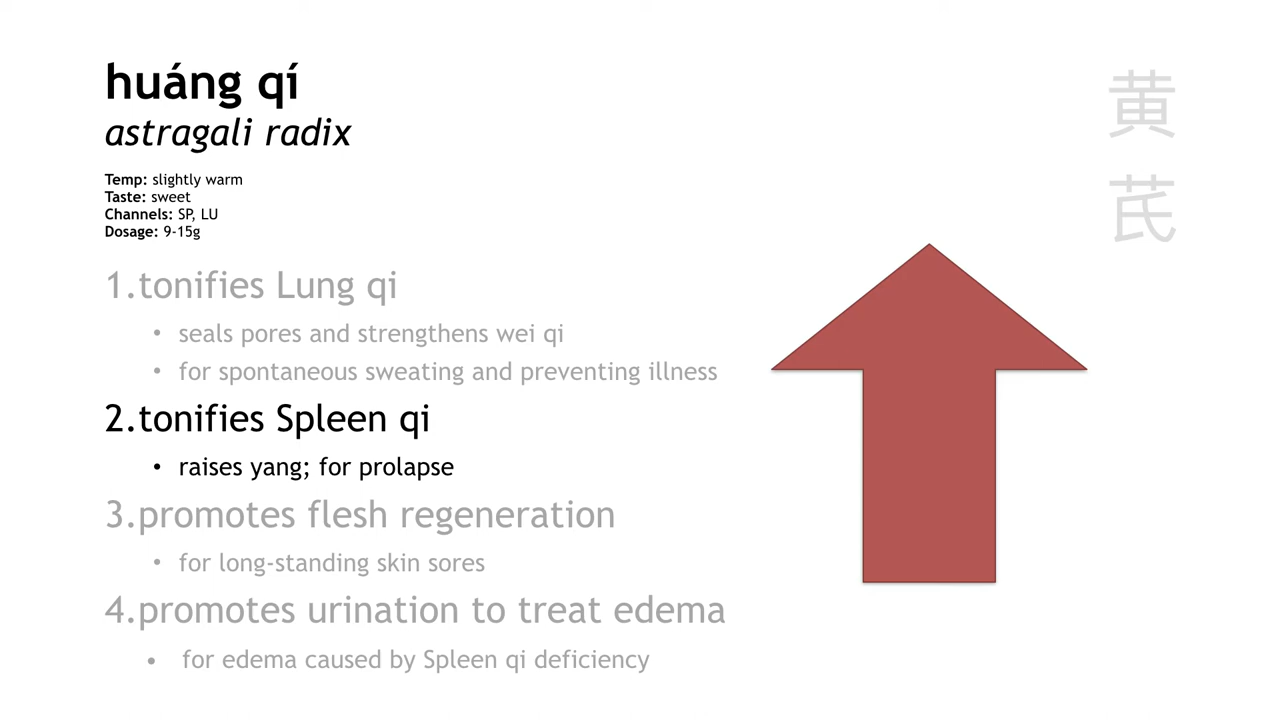 huáng qí
astragali radix
Temp: slightly warm
Taste: sweet
Channels: SP, LU
Dosage: 9-15g
1.tonifies Lung qi
• seals pores and strengthens wei qi
• for spontaneous sweating and preventing illness
2.tonifies Spleen qi
• raises yang; for prolapse
3.promotes flesh regeneration
• for long-standing skin sores
4.promotes urination to treat edema
• for edema caused by Spleen qi deficiency
黄芪